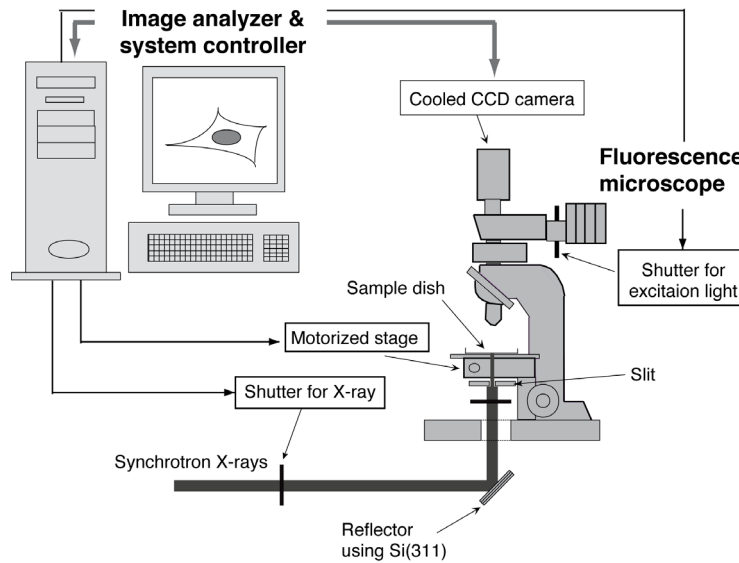 Image analyzer &
system controller
Cooled CCD camera
Fluorescence
microscope
Shutter for
excitaion light
Sample dish
Motorized stage
Slit
Shutter for X-ray
Synchrotron X-rays
Reflector
using Si(311)